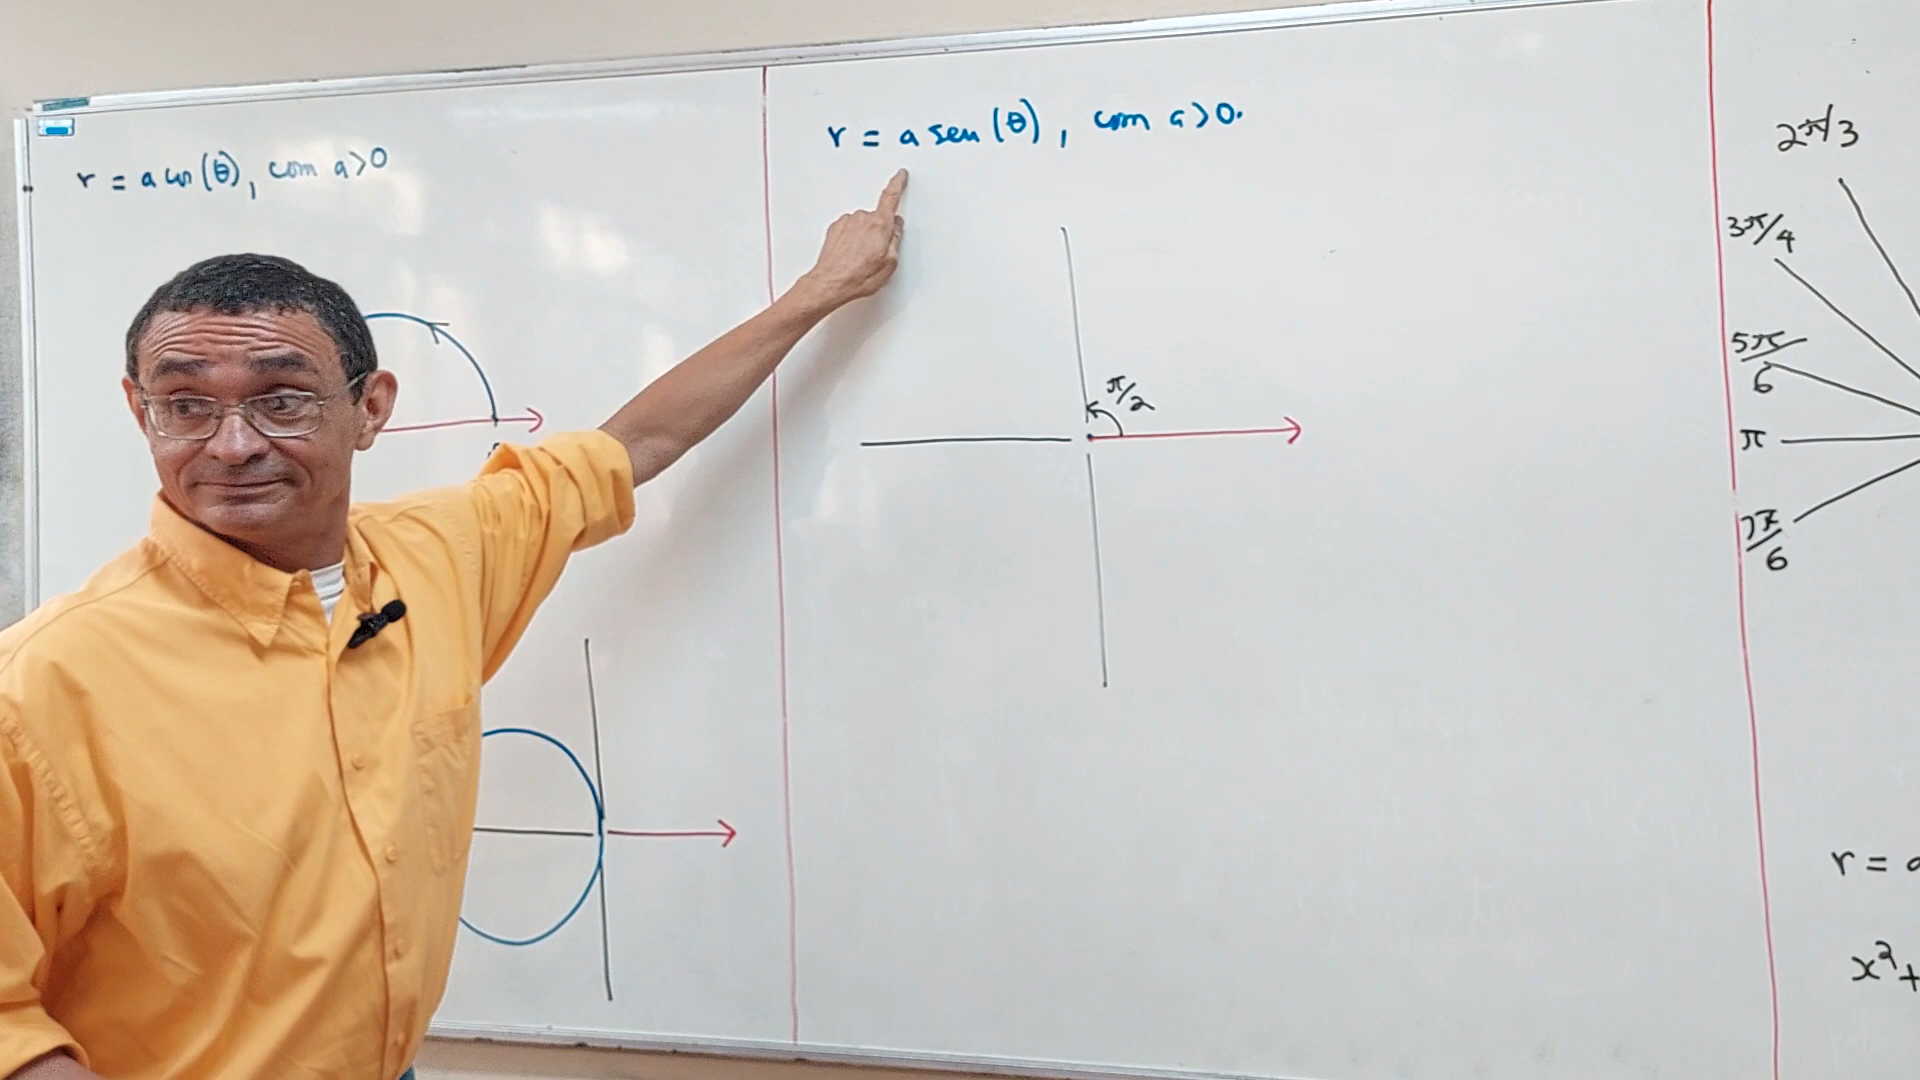 r = a cos(θ), com a>0
r = a sen(θ), com a>0.
π/2
2π/3
3π/4
5π/6
π
7π/6
r =
x²+